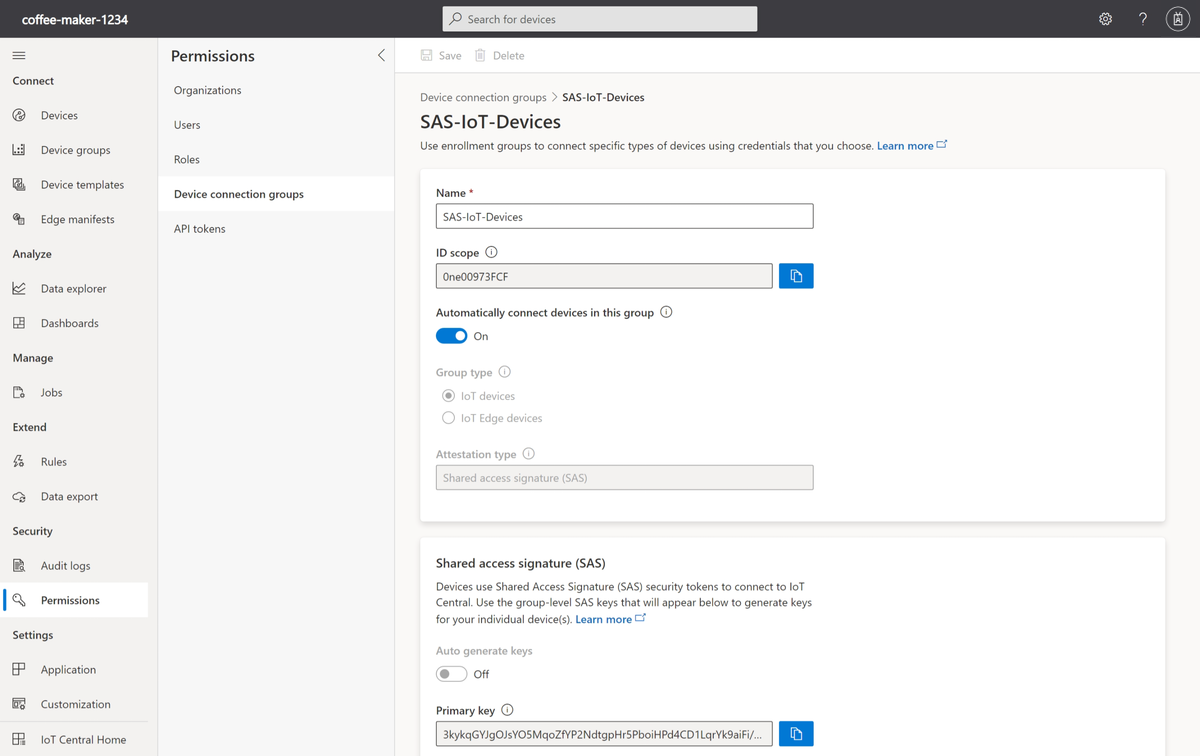 coffee-maker-1234
Search for devices
Connect
Devices
Device groups
Device templates
Edge manifests
Analyze
Data explorer
Dashboards
Manage
Jobs
Extend
Rules
Data export
Security
Audit logs
Permissions
Settings
Application
Customization
IoT Central Home
Permissions
Organizations
Users
Roles
Device connection groups
API tokens
Save Delete
Device connection groups > SAS-IoT-Devices
SAS-IoT-Devices
Use enrollment groups to connect specific types of devices using credentials that you choose. Learn more
Name *
SAS-IoT-Devices
ID scope
0ne00973FCF
Automatically connect devices in this group
On
Group type
IoT devices
IoT Edge devices
Attestation type
Shared access signature (SAS)
Shared access signature (SAS)
Devices use Shared Access Signature (SAS) security tokens to connect to IoT
Central. Use the group-level SAS keys that will appear below to generate keys
for your individual device(s). Learn more
Auto generate keys
Off
Primary key
3kykqGYJgOJsYO5MqoZfYP2NdtgpHr5PboiHPd4CD1LqrYk9aiFi/...